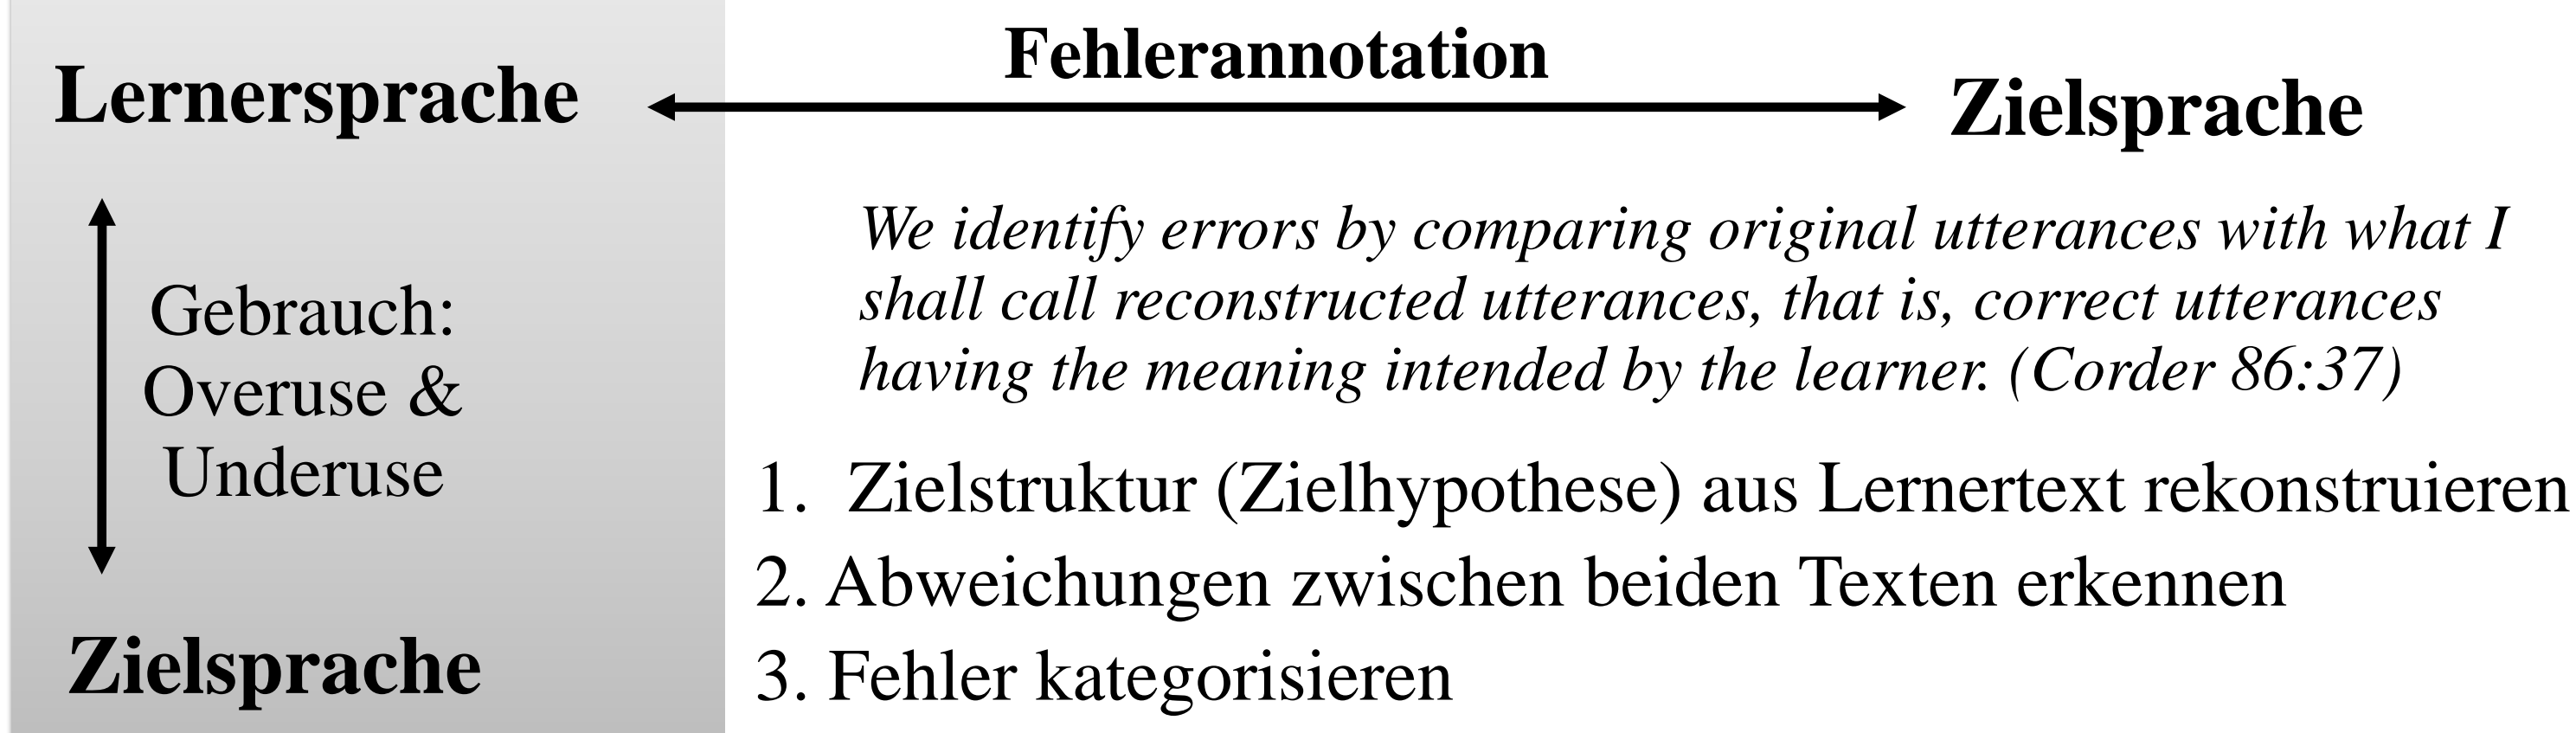 Lernersprache
Gebrauch:
Overuse &
Underuse
Zielsprache
Fehlerannotation
Zielsprache
We identify errors by comparing original utterances with what I
shall call reconstructed utterances, that is, correct utterances
having the meaning intended by the learner. (Corder 86:37)
1. Zielstruktur (Zielhypothese) aus Lernertext rekonstruieren
2. Abweichungen zwischen beiden Texten erkennen
3. Fehler kategorisieren